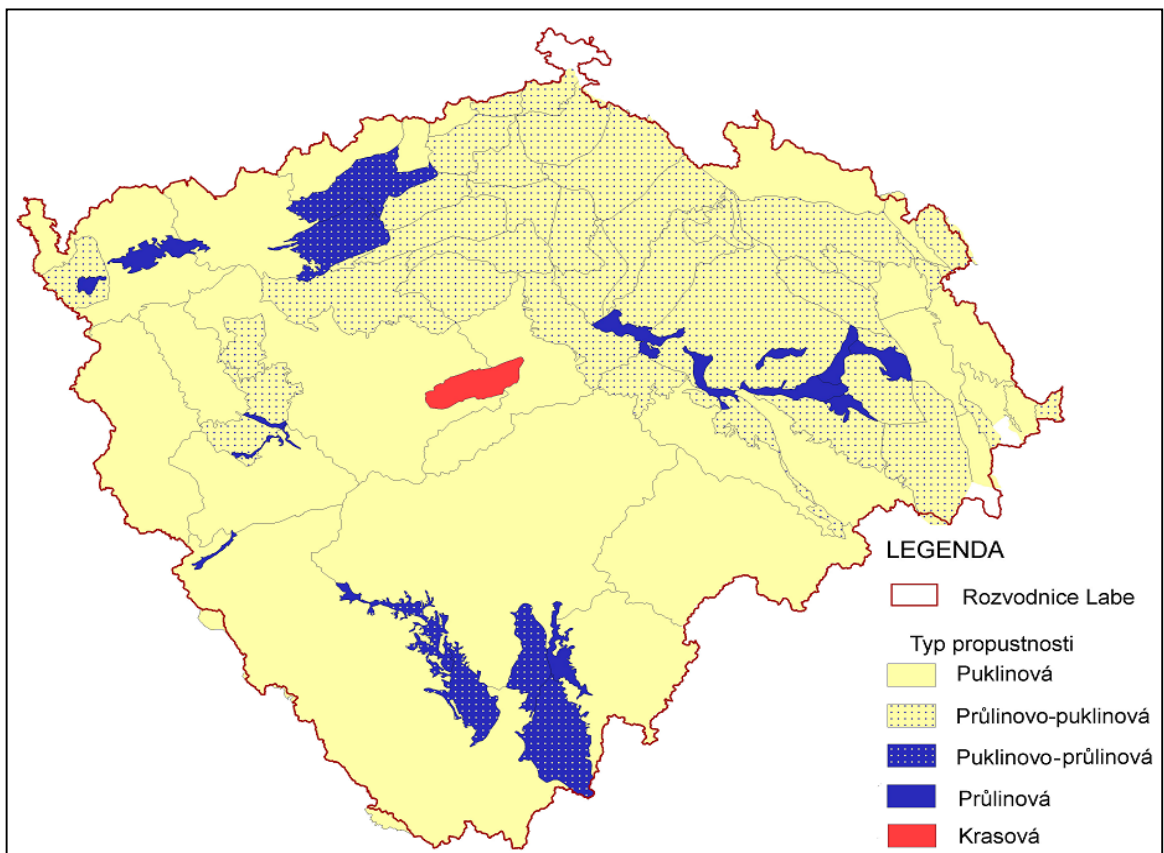 LEGENDA
Rozvodnice Labe
Typ propustnosti
Puklinová
Průlinovo-puklinová
Puklinovo-průlinová
Průlinová
Krasová